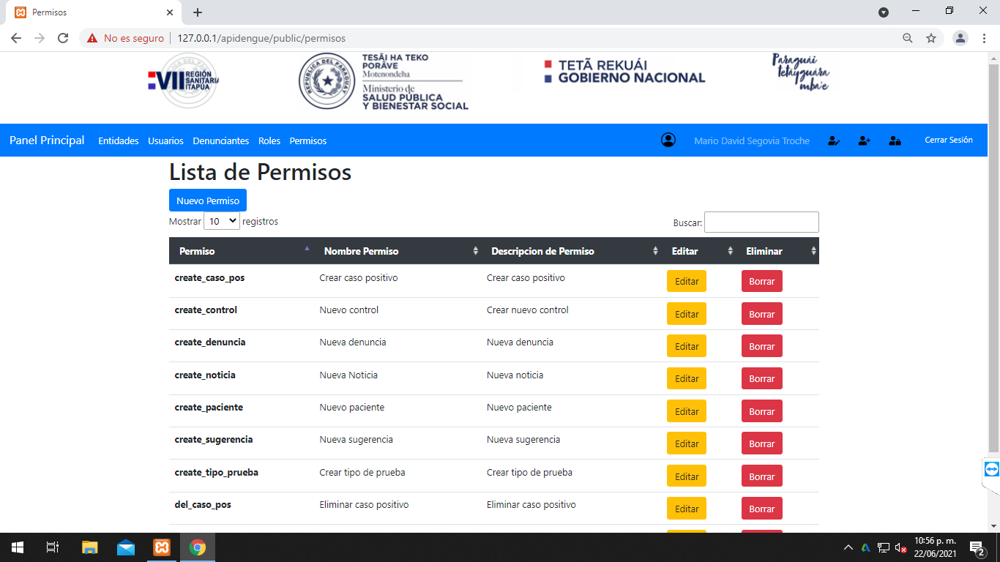 Permisos
No es seguro
127.0.0.1/apidengue/public/permisos
VII REGIÓN
SANITARIA
ITAPÚA
REPÚBLICA DEL PARAGUAY
TESÃI HA TEKO
PORÃVE
Motenondeha
Ministerio de
SALUD PÚBLICA
Y BIENESTAR SOCIAL
TETÃ REKUÁI
GOBIERNO NACIONAL
Paraguái
tetãyguára
mba'e
Panel Principal Entidades Usuarios Denunciantes Roles Permisos Mario David Segovia Troche Cerrar Sesión
Lista de Permisos
Nuevo Permiso
Mostrar 10 registros Buscar:
Permiso Nombre Permiso Descripcion de Permiso Editar Eliminar
create_caso_pos Crear caso positivo Crear caso positivo Editar Borrar
create_control Nuevo control Crear nuevo control Editar Borrar
create_denuncia Nueva denuncia Nueva denuncia Editar Borrar
create_noticia Nueva Noticia Nueva noticia Editar Borrar
create_paciente Nuevo paciente Nuevo paciente Editar Borrar
create_sugerencia Nueva sugerencia Nueva sugerencia Editar Borrar
create_tipo_prueba Crear tipo de prueba Crear tipo de prueba Editar Borrar
del_caso_pos Eliminar caso positivo Eliminar caso positivo Editar Borrar
10:56 p. m.
22/06/2021
2